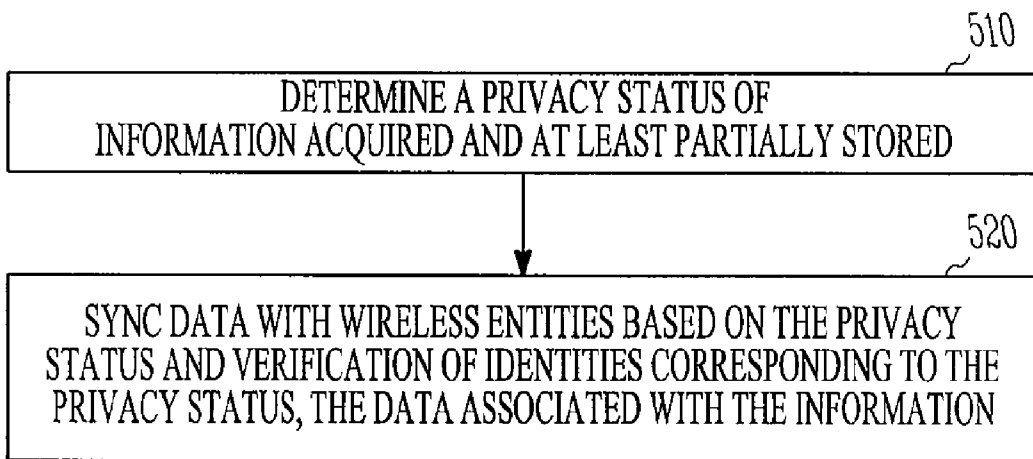 510
DETERMINE A PRIVACY STATUS OF
INFORMATION ACQUIRED AND AT LEAST PARTIALLY STORED
520
SYNC DATA WITH WIRELESS ENTITIES BASED ON THE PRIVACY
STATUS AND VERIFICATION OF IDENTITIES CORRESPONDING TO THE
PRIVACY STATUS, THE DATA ASSOCIATED WITH THE INFORMATION